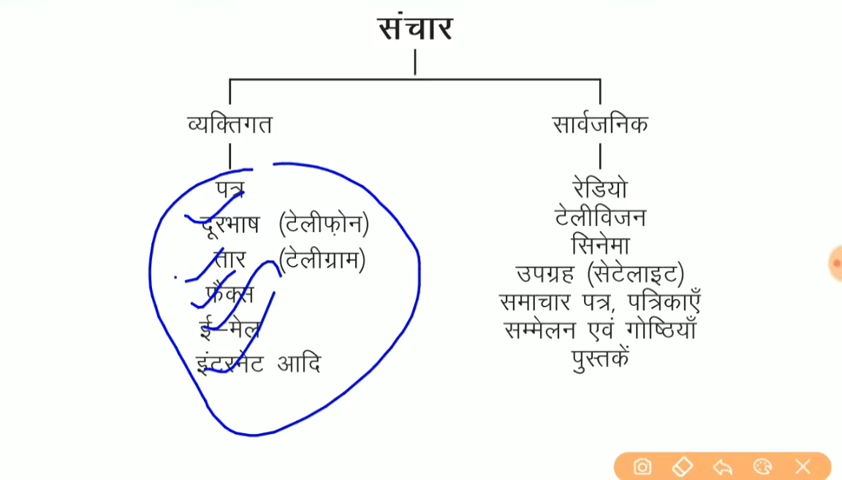 संचार
व्यक्तिगत
पत्र
दूरभाष (टेलीफ़ोन)
तार (टेलीग्राम)
फैक्स
ई-मेल
इंटरनेट आदि
सार्वजनिक
रेडियो
टेलीविजन
सिनेमा
उपग्रह (सेटेलाइट)
समाचार पत्र, पत्रिकाएँ
सम्मेलन एवं गोष्ठियाँ
पुस्तकें